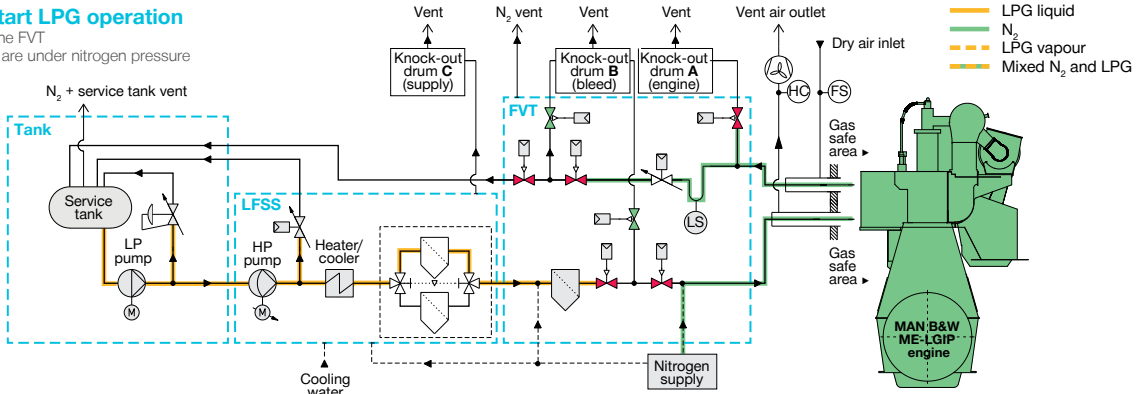 tart LPG operation
he FVT
are under nitrogen pressure
Vent
N₂ vent
Vent
Vent
Vent air outlet
LPG liquid
N₂
LPG vapour
Mixed N₂ and LPG
Dry air inlet
Knock-out
drum C
(supply)
Knock-out
drum B
(bleed)
Knock-out
drum A
(engine)
HC
FS
N₂ + service tank vent
Tank
FVT
Gas
safe
area ▸
Service
tank
LFSS
LS
LP
pump
HP
pump
Heater/
cooler
Gas
safe
area ▸
M
M
MAN B&W
ME-LGIP
engine
Nitrogen
supply
Cooling
water